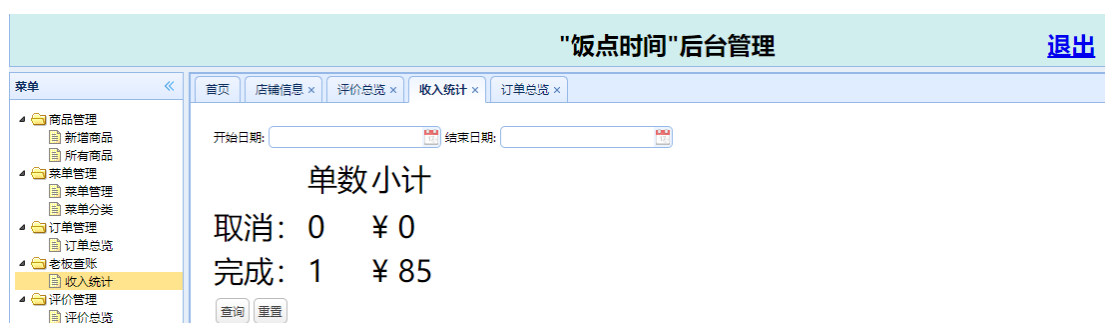 "饭点时间"后台管理
退出
菜单
商品管理
新增商品
所有商品
菜单管理
菜单管理
菜单分类
订单管理
订单总览
老板查账
收入统计
评价管理
评价总览
首页 店铺信息 评价总览 收入统计 订单总览
开始日期: 结束日期:
单数 小计
取消: 0 ¥ 0
完成: 1 ¥ 85
查询 重置